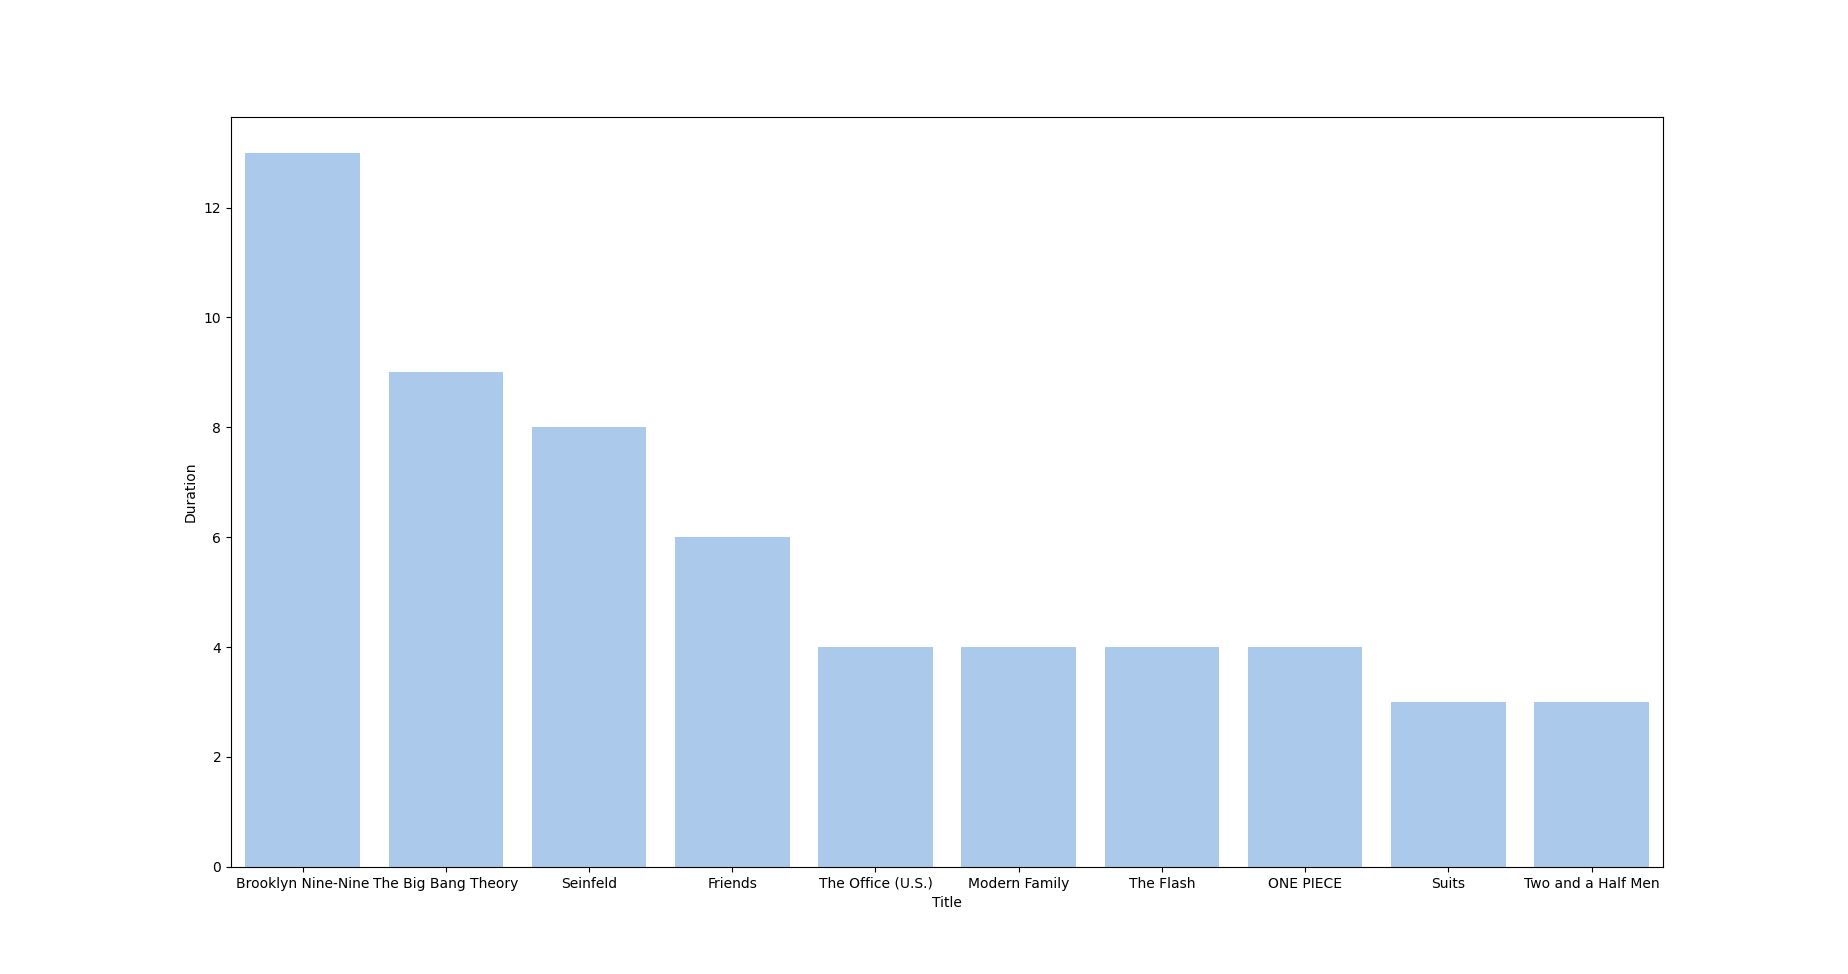 12
10
8
6
4
2
0
Duration
Brooklyn Nine-Nine The Big Bang Theory Seinfeld Friends The Office (U.S.) Modern Family The Flash ONE PIECE Suits Two and a Half Men
Title